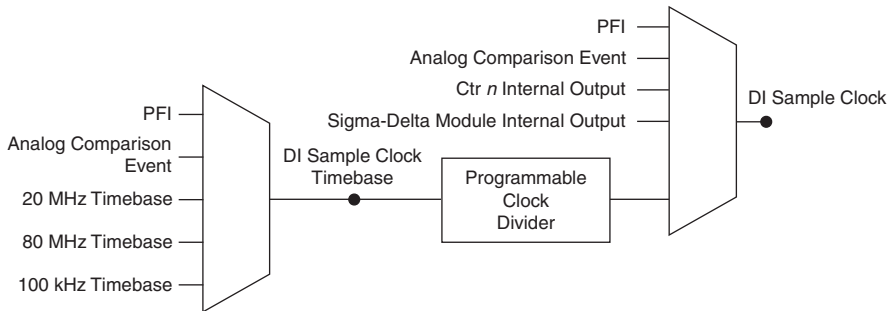 PFI
Analog Comparison Event
Ctr n Internal Output
Sigma-Delta Module Internal Output
DI Sample Clock
PFI
Analog Comparison
Event
20 MHz Timebase
80 MHz Timebase
100 kHz Timebase
DI Sample Clock
Timebase
Programmable
Clock
Divider